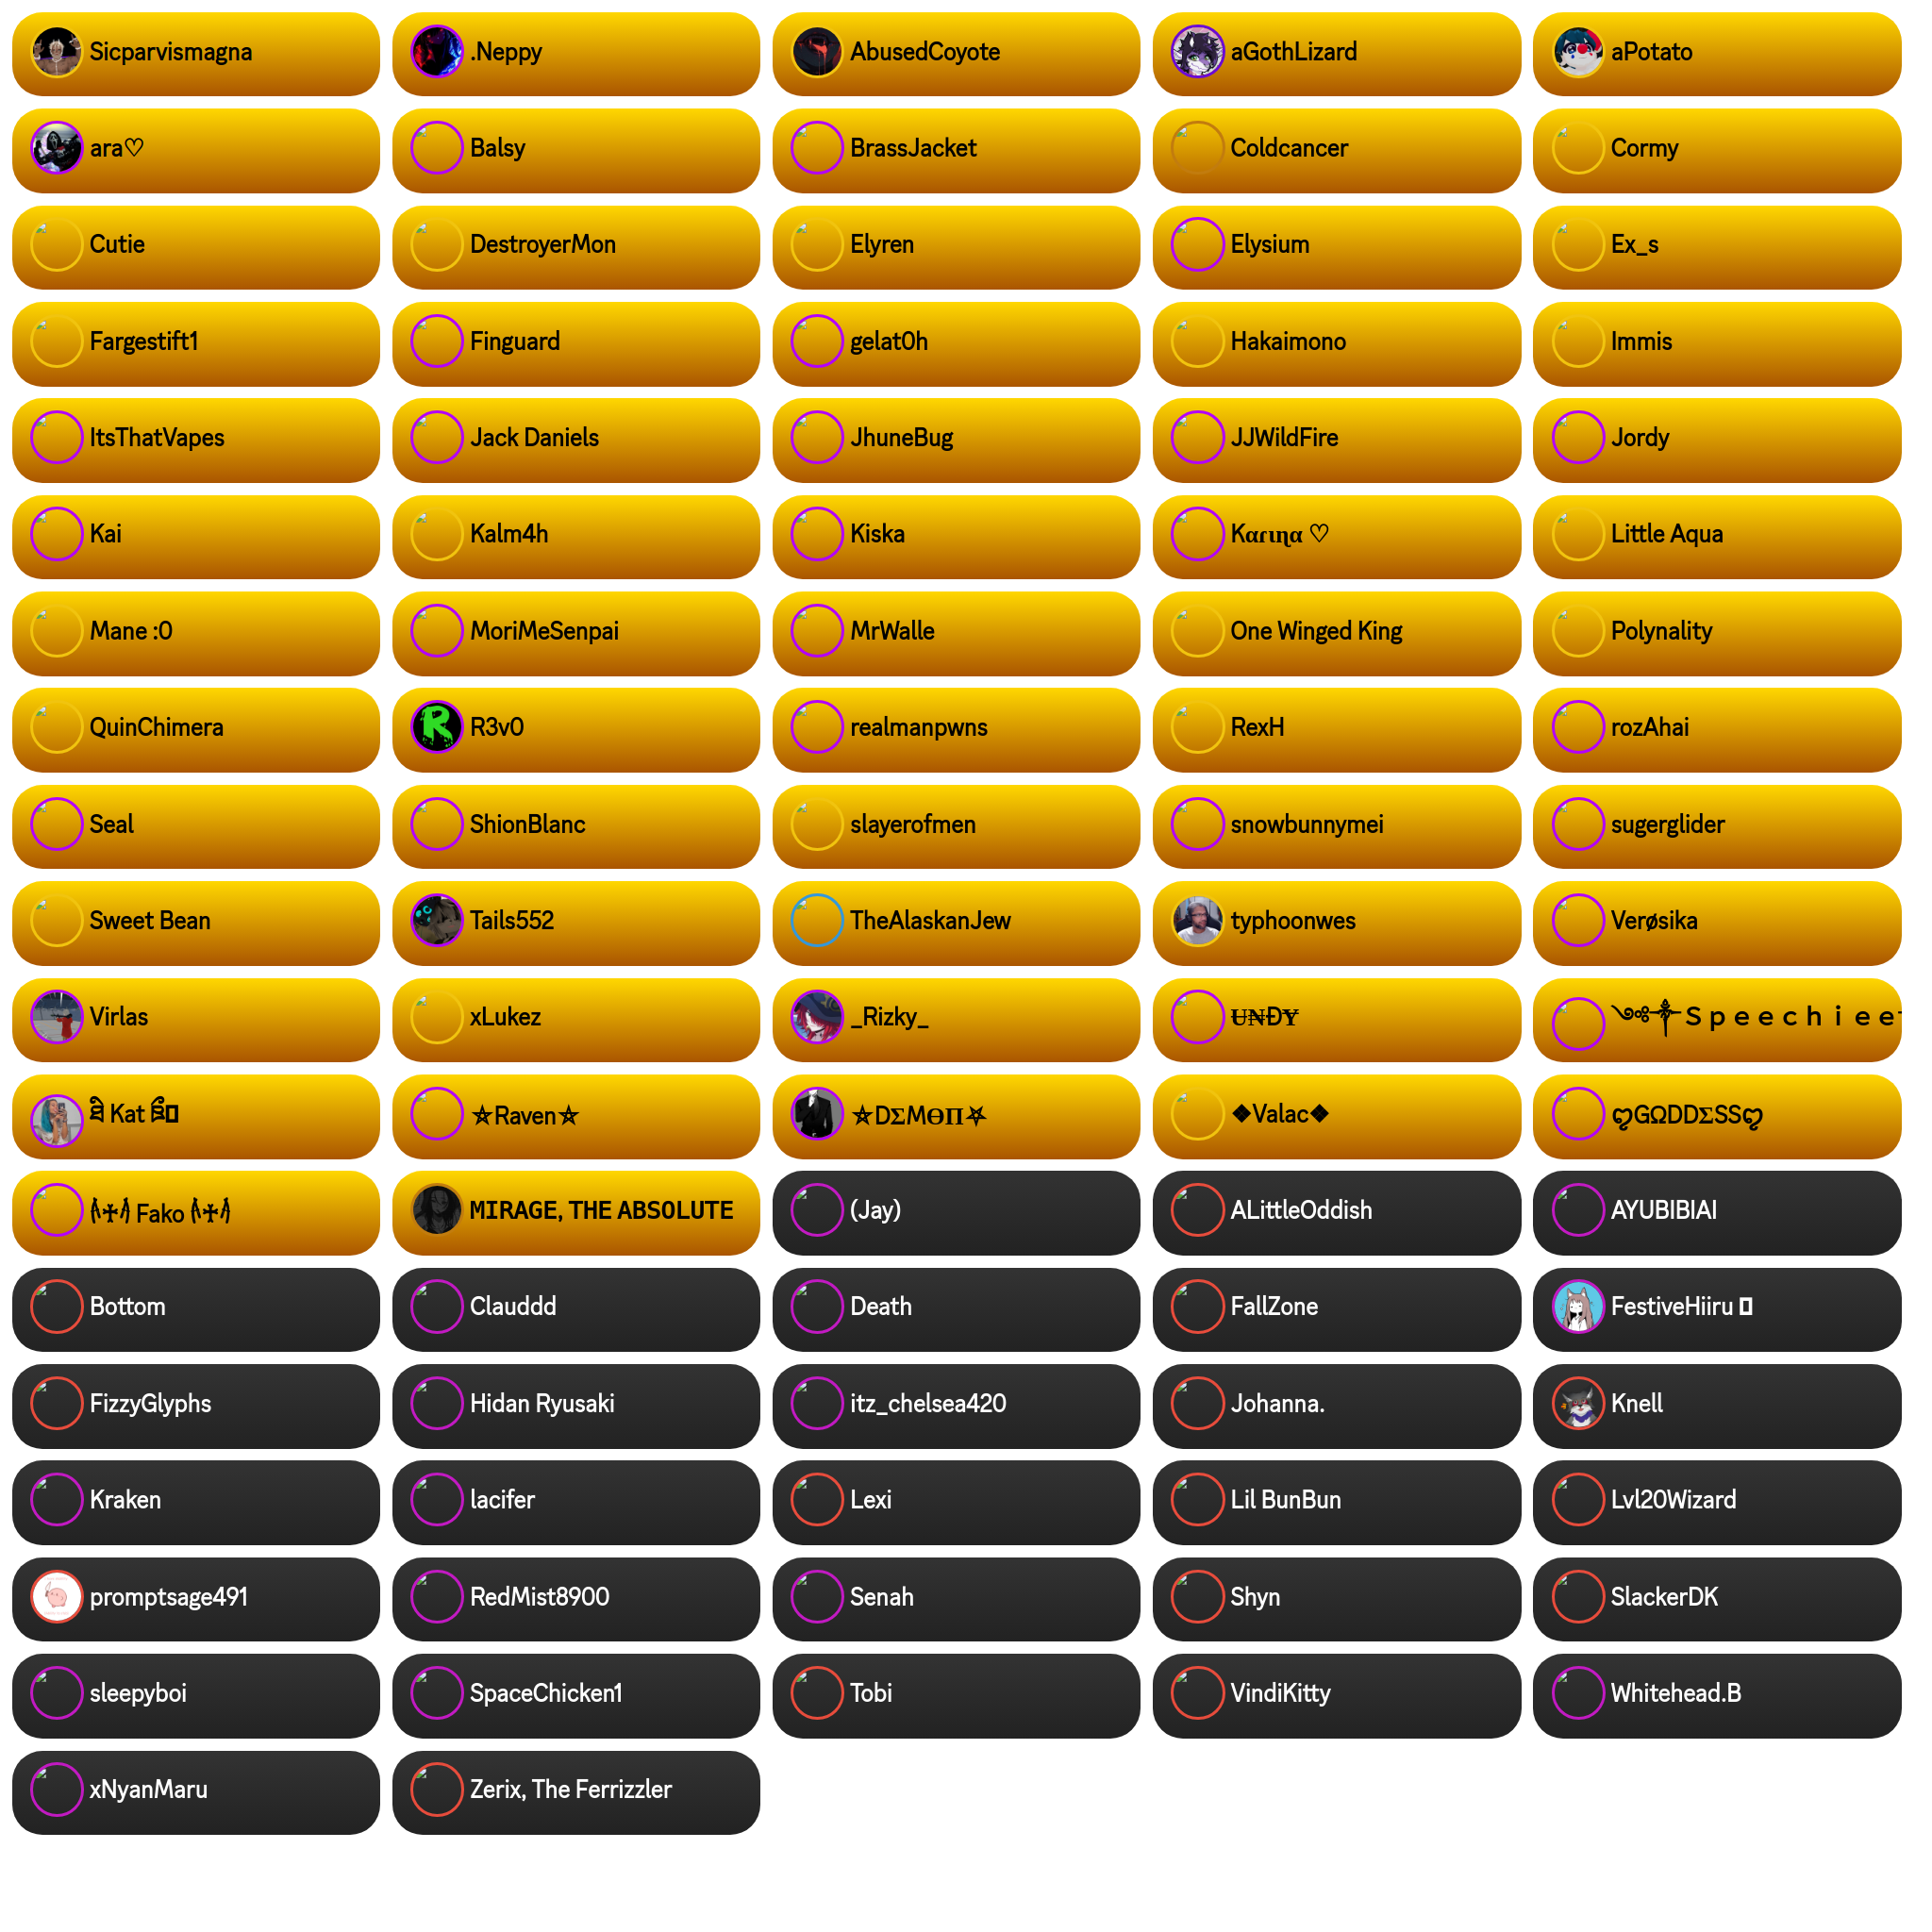 Sicparvismagna
.Neppy
AbusedCoyote
aGothLizard
aPotato
ara♡
Balsy
BrassJacket
Coldcancer
Cormy
Cutie
DestroyerMon
Elyren
Elysium
Ex_s
Fargestift1
Finguard
gelat0h
Hakaimono
Immis
ItsThatVapes
Jack Daniels
JhuneBug
JJWildFire
Jordy
Kai
Kalm4h
Kiska
Kαɾιɳα ♡
Little Aqua
Mane :0
MoriMeSenpai
MrWalle
One Winged King
Polynality
QuinChimera
R3v0
realmanpwns
RexH
rozAhai
Seal
ShionBlanc
slayerofmen
snowbunnymei
sugerglider
Sweet Bean
Tails552
TheAlaskanJew
typhoonwes
Verøsika
Virlas
xLukez
_Rizky_
U̶₦ĐɎ
༺༒Ｓｐｅｅｃｈｉｅｅ
Kat
⛤Raven⛤
⛤DΣMӨΠ⛧
❖Valac❖
ღGΩDDΣSSღ
Fako
MIRAGE, THE ABSOLUTE
(Jay)
ALittleOddish
AYUBIBIAI
Bottom
Clauddd
Death
FallZone
FestiveHiiru
FizzyGlyphs
Hidan Ryusaki
itz_chelsea420
Johanna.
Knell
Kraken
lacifer
Lexi
Lil BunBun
Lvl20Wizard
promptsage491
RedMist8900
Senah
Shyn
SlackerDK
sleepyboi
SpaceChicken1
Tobi
VindiKitty
Whitehead.B
xNyanMaru
Zerix, The Ferrizzler